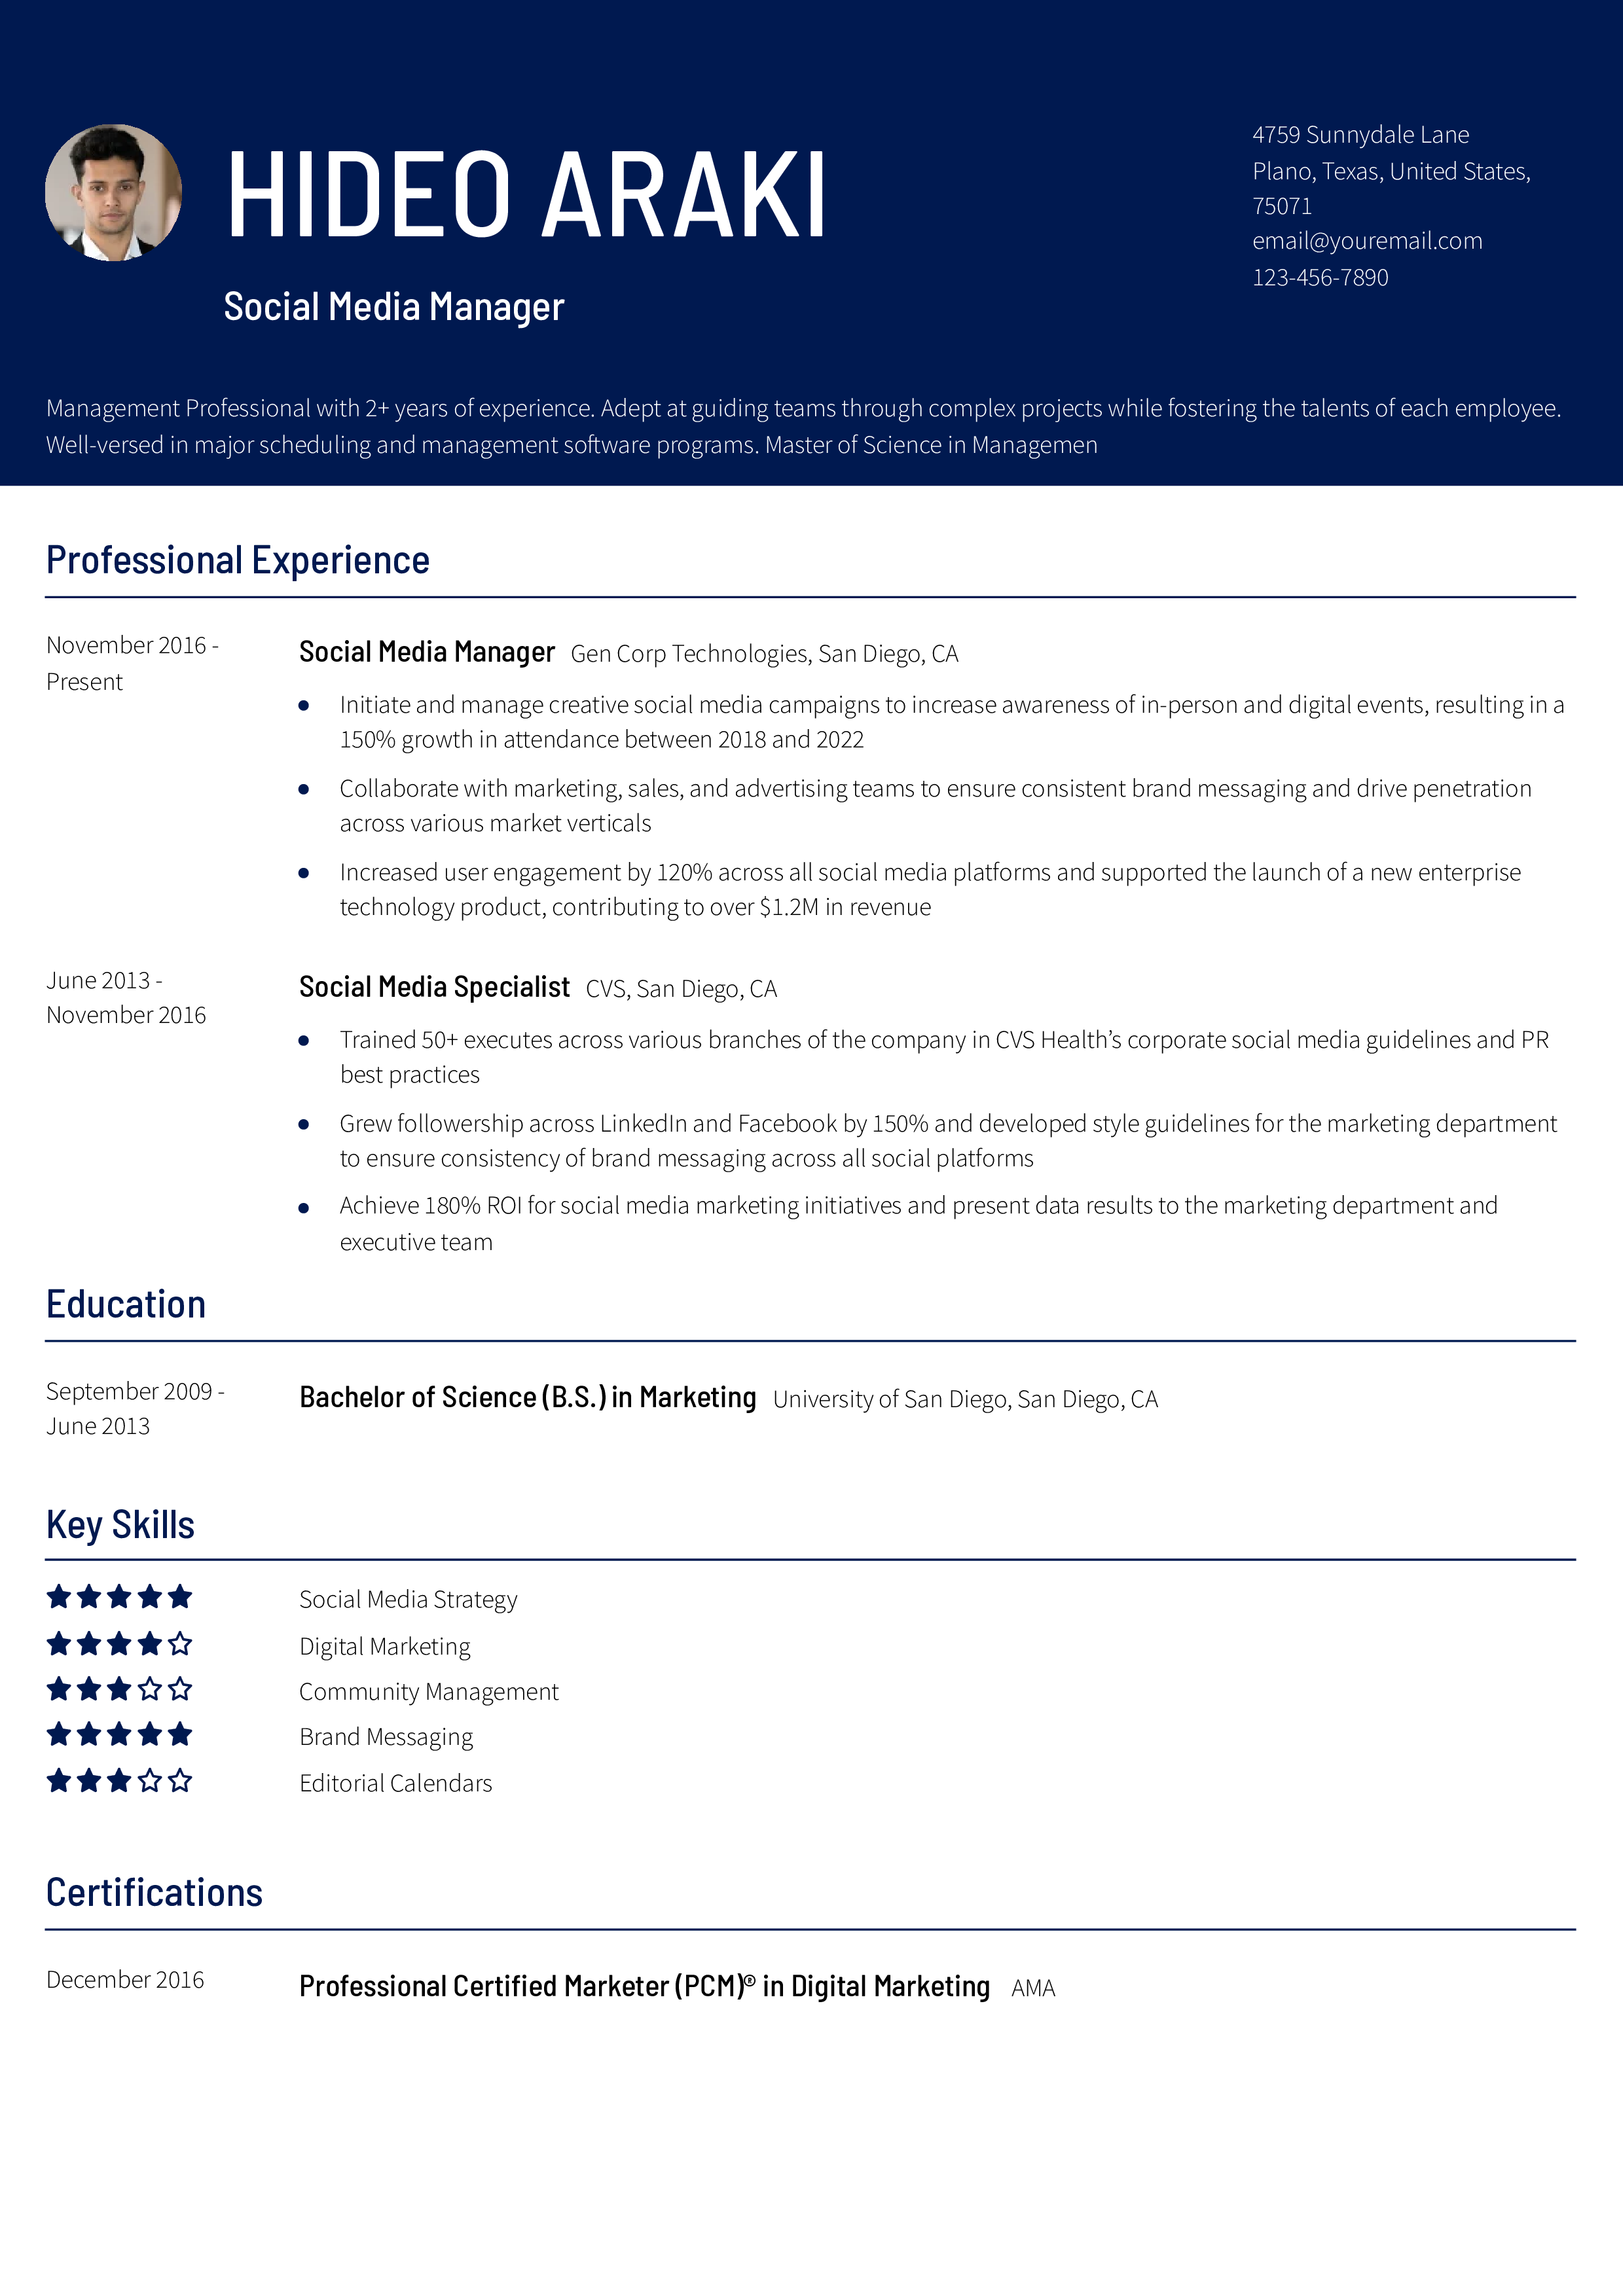 HIDEO ARAKI
Social Media Manager
4759 Sunnydale Lane
Plano, Texas, United States,
75071
email@youremail.com
123-456-7890
Management Professional with 2+ years of experience. Adept at guiding teams through complex projects while fostering the talents of each employee.
Well-versed in major scheduling and management software programs. Master of Science in Managemen
Professional Experience
November 2016 -
Present
Social Media Manager Gen Corp Technologies, San Diego, CA
• Initiate and manage creative social media campaigns to increase awareness of in-person and digital events, resulting in a
150% growth in attendance between 2018 and 2022
• Collaborate with marketing, sales, and advertising teams to ensure consistent brand messaging and drive penetration
across various market verticals
• Increased user engagement by 120% across all social media platforms and supported the launch of a new enterprise
technology product, contributing to over $1.2M in revenue
June 2013 -
November 2016
Social Media Specialist CVS, San Diego, CA
• Trained 50+ executes across various branches of the company in CVS Health’s corporate social media guidelines and PR
best practices
• Grew followership across LinkedIn and Facebook by 150% and developed style guidelines for the marketing department
to ensure consistency of brand messaging across all social platforms
• Achieve 180% ROI for social media marketing initiatives and present data results to the marketing department and
executive team
Education
September 2009 -
June 2013
Bachelor of Science (B.S.) in Marketing University of San Diego, San Diego, CA
Key Skills
★★★★★ Social Media Strategy
★★★★☆ Digital Marketing
★★★☆☆ Community Management
★★★★★ Brand Messaging
★★★☆☆ Editorial Calendars
Certifications
December 2016
Professional Certified Marketer (PCM)® in Digital Marketing AMA